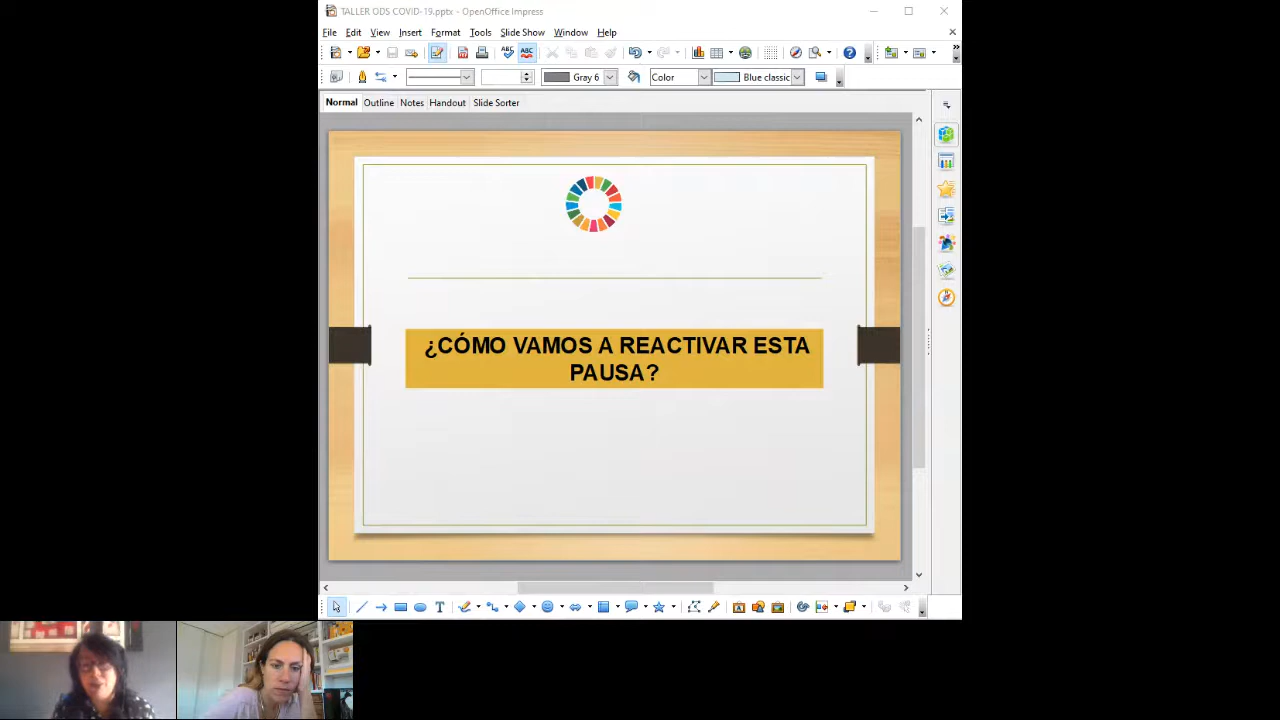 TALLER ODS COVID-19.pptx - OpenOffice Impress
File Edit View Insert Format Tools Slide Show Window Help
Gray 6 Color Blue classic
Normal Outline Notes Handout Slide Sorter
¿CÓMO VAMOS A REACTIVAR ESTA
PAUSA?